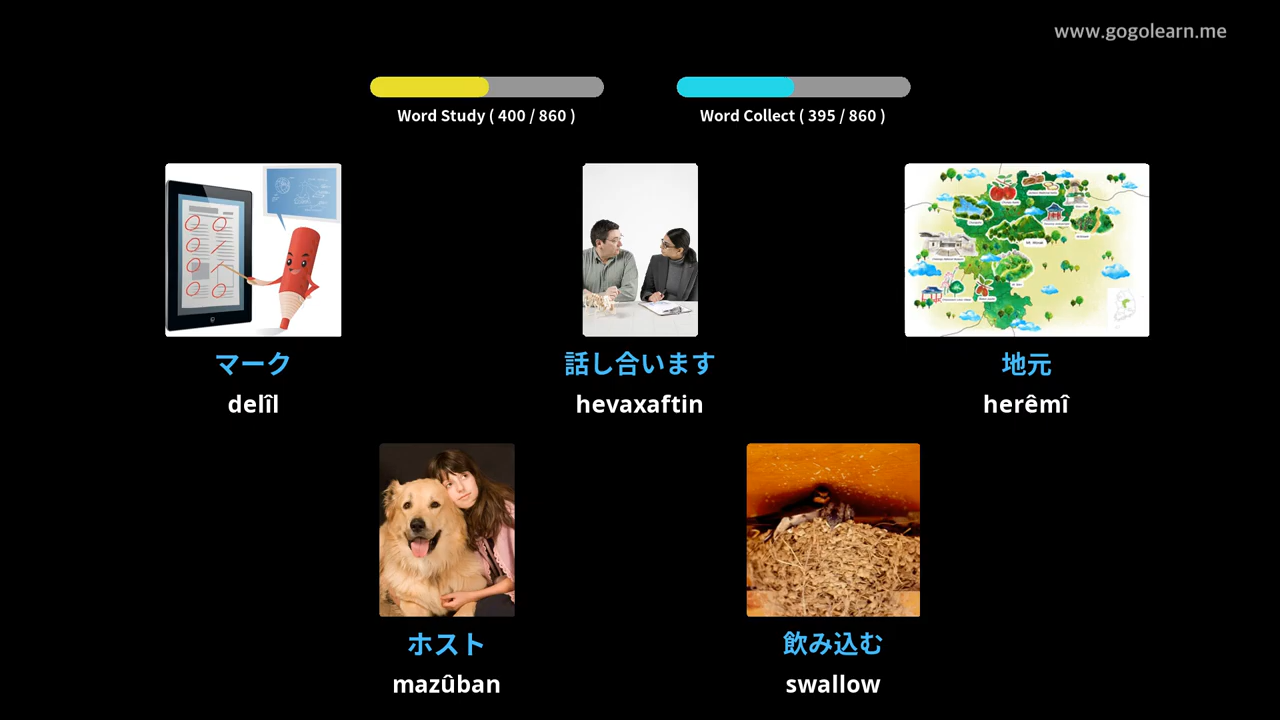 www.gogolearn.me
Word Study ( 400 / 860 )
Word Collect ( 395 / 860 )
マーク
delîl
話し合います
hevaxaftin
地元
herêmî
ホスト
mazûban
飲み込む
swallow